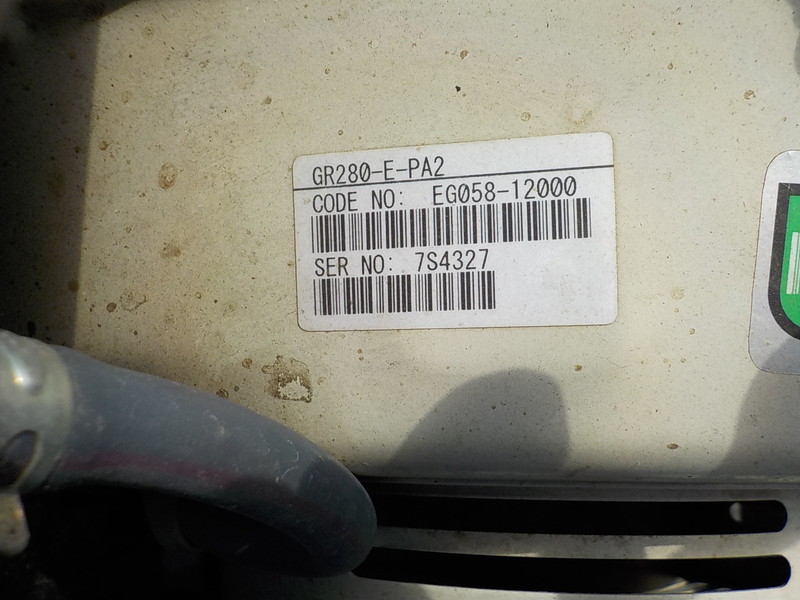 GR280-E-PA2
CODE NO: EG058-12000
SER NO: 7S4327